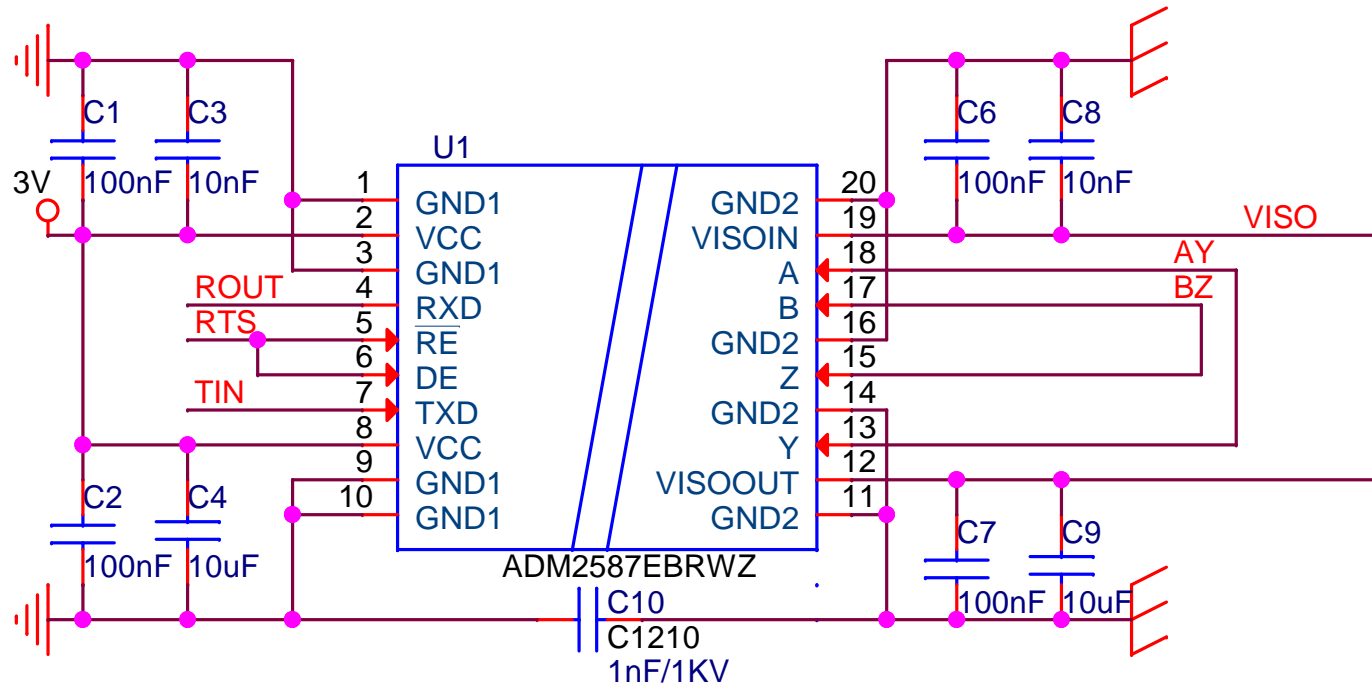 C1
C3
C6
C8
U1
3V
100nF
10nF
100nF
10nF
1
GND1
GND2
20
VISO
2
VCC
VISOIN
19
3
GND1
A
18
AY
ROUT
4
RXD
B
17
BZ
RTS
5
RE
GND2
16
6
DE
Z
15
TIN
7
TXD
GND2
14
8
VCC
Y
13
9
GND1
VISOOUT
12
C2
C4
10
GND1
GND2
11
C7
C9
100nF
10uF
ADM2587EBRWZ
100nF
10uF
C10
C1210
1nF/1KV